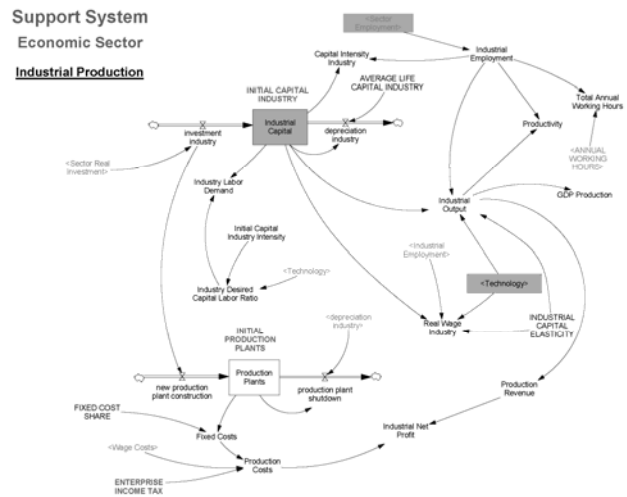 Support System
Economic Sector
Industrial Production
<Sector
Employment>
Capital Intensity
Industry
Industrial
Employment
INITIAL CAPITAL
INDUSTRY
AVERAGE LIFE
CAPITAL INDUSTRY
Total Annual
Working Hours
Industrial
Capital
investment
industry
depreciation
industry
Productivity
<ANNUAL
WORKING
HOURS>
<Sector Real
Investment>
Industry Labor
Demand
Industrial
Output
GDP Production
Initial Capital
Industry Intensity
<Industrial
Employment>
<Technology>
<Technology>
Industry Desired
Capital Labor Ratio
Real Wage
Industry
INDUSTRIAL
CAPITAL
ELASTICITY
<depreciation
industry>
INITIAL
PRODUCTION
PLANTS
Production
Plants
new production
plant construction
production plant
shutdown
Production
Revenue
FIXED COST
SHARE
Fixed Costs
Industrial Net
Profit
<Wage Costs>
Production
Costs
ENTERPRISE
INCOME TAX